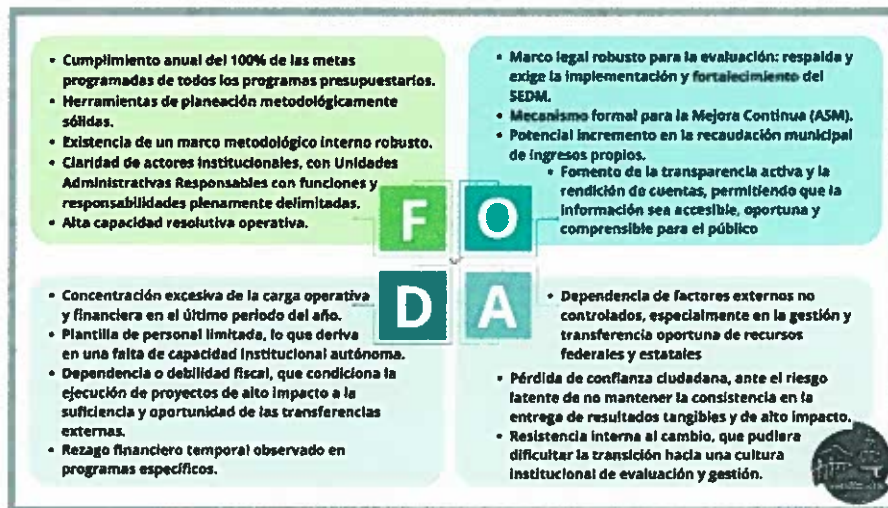 • Cumplimiento anual del 100% de las metas
programadas de todos los programas presupuestarios.
• Herramientas de planeación metodológicamente
sólidas.
• Existencia de un marco metodológico interno robusto.
• Claridad de actores institucionales, con Unidades
Administrativas Responsables con funciones y
responsabilidades plenamente delimitadas.
• Alta capacidad resolutiva operativa.
• Marco legal robusto para la evaluación: respalda y
exige la implementación y fortalecimiento del
SEDM.
• Mecanismo formal para la Mejora Continua (ASM).
• Potencial incremento en la recaudación municipal
de ingresos propios.
• Fomento de la transparencia activa y la
rendición de cuentas, permitiendo que la
información sea accesible, oportuna y
comprensible para el público
F O
D A
• Concentración excesiva de la carga operativa
y financiera en el último periodo del año.
• Plantilla de personal limitada, lo que deriva
en una falta de capacidad institucional autónoma.
• Dependencia o debilidad fiscal, que condiciona la
ejecución de proyectos de alto impacto a la
suficiencia y oportunidad de las transferencias
externas.
• Rezago financiero temporal observado en
programas específicos.
• Dependencia de factores externos no
controlados, especialmente en la gestión y
transferencia oportuna de recursos
federales y estatales
• Pérdida de confianza ciudadana, ante el riesgo
latente de no mantener la consistencia en la
entrega de resultados tangibles y de alto impacto.
• Resistencia interna al cambio, que pudiera
dificultar la transición hacia una cultura
institucional de evaluación y gestión.